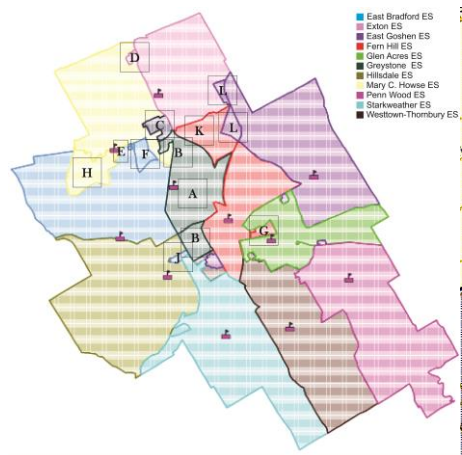 East Bradford ES
Exton ES
East Goshen ES
Fern Hill ES
Glen Acres ES
Greystone ES
Hillsdale ES
Mary C. Howse ES
Penn Wood ES
Starkweather ES
Westtown-Thornbury ES
D
L
C
K
L
E
F
B
H
A
B
G
J